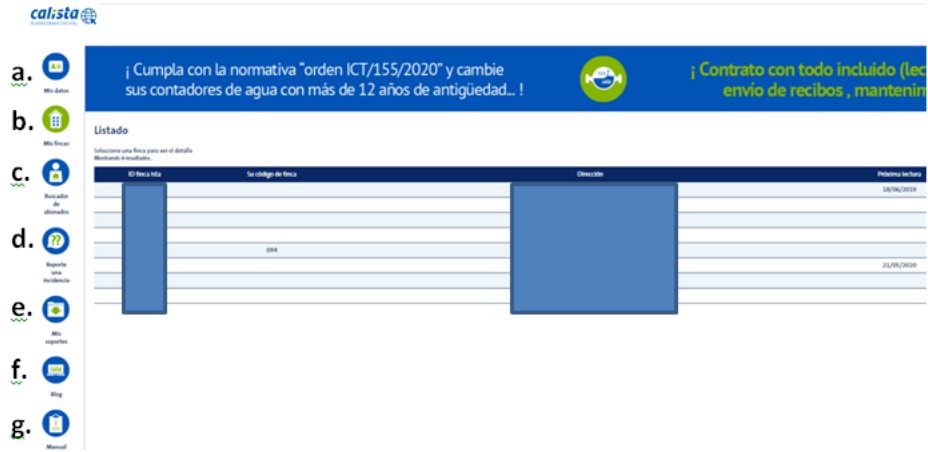 calista
PLATAFORMA DIGITAL
a.
Mis datos
b.
Mis fincas
c.
Buscador
de
abonados
d.
Reporte
una
incidencia
e.
Mis
soportes
f.
Blog
g.
Manual
¡ Cumpla con la normativa "orden ICT/155/2020" y cambie
sus contadores de agua con más de 12 años de antigüedad... !
¡ Contrato con todo incluido (lec
envío de recibos , mantenim
Listado
Seleccione una finca para ver el detalle
Mostrando 6 resultados.
ID finca ista Su código de finca Dirección Próxima lectura
18/06/2019
094
21/05/2020